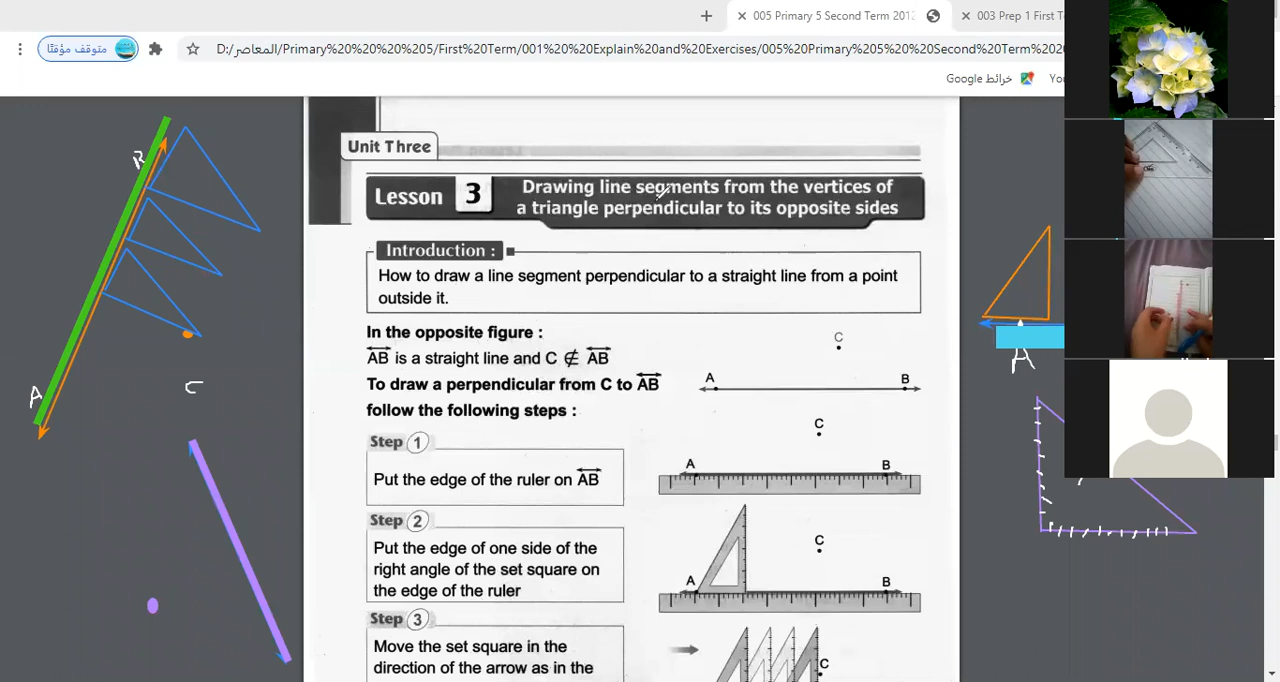 005 Primary 5 Second Term 2012
003 Prep 1 First T
متوقف مؤقتًا
D:/المعاصر/Primary%20%20%20%205/First%20Term/001%20%20Explain%20and%20Exercises/005%20%20Primary%205%20%20Second%20Term%20
خرائط Google
You
Unit Three
Lesson 3
Drawing line segments from the vertices of
a triangle perpendicular to its opposite sides
Introduction :
How to draw a line segment perpendicular to a straight line from a point
outside it.
In the opposite figure :
AB is a straight line and C ∉ AB
To draw a perpendicular from C to AB
follow the following steps :
C
A B
Step 1
Put the edge of the ruler on AB
C
A B
Step 2
Put the edge of one side of the
right angle of the set square on
the edge of the ruler
C
A B
Step 3
Move the set square in the
direction of the arrow as in the
C
B
A
C
A